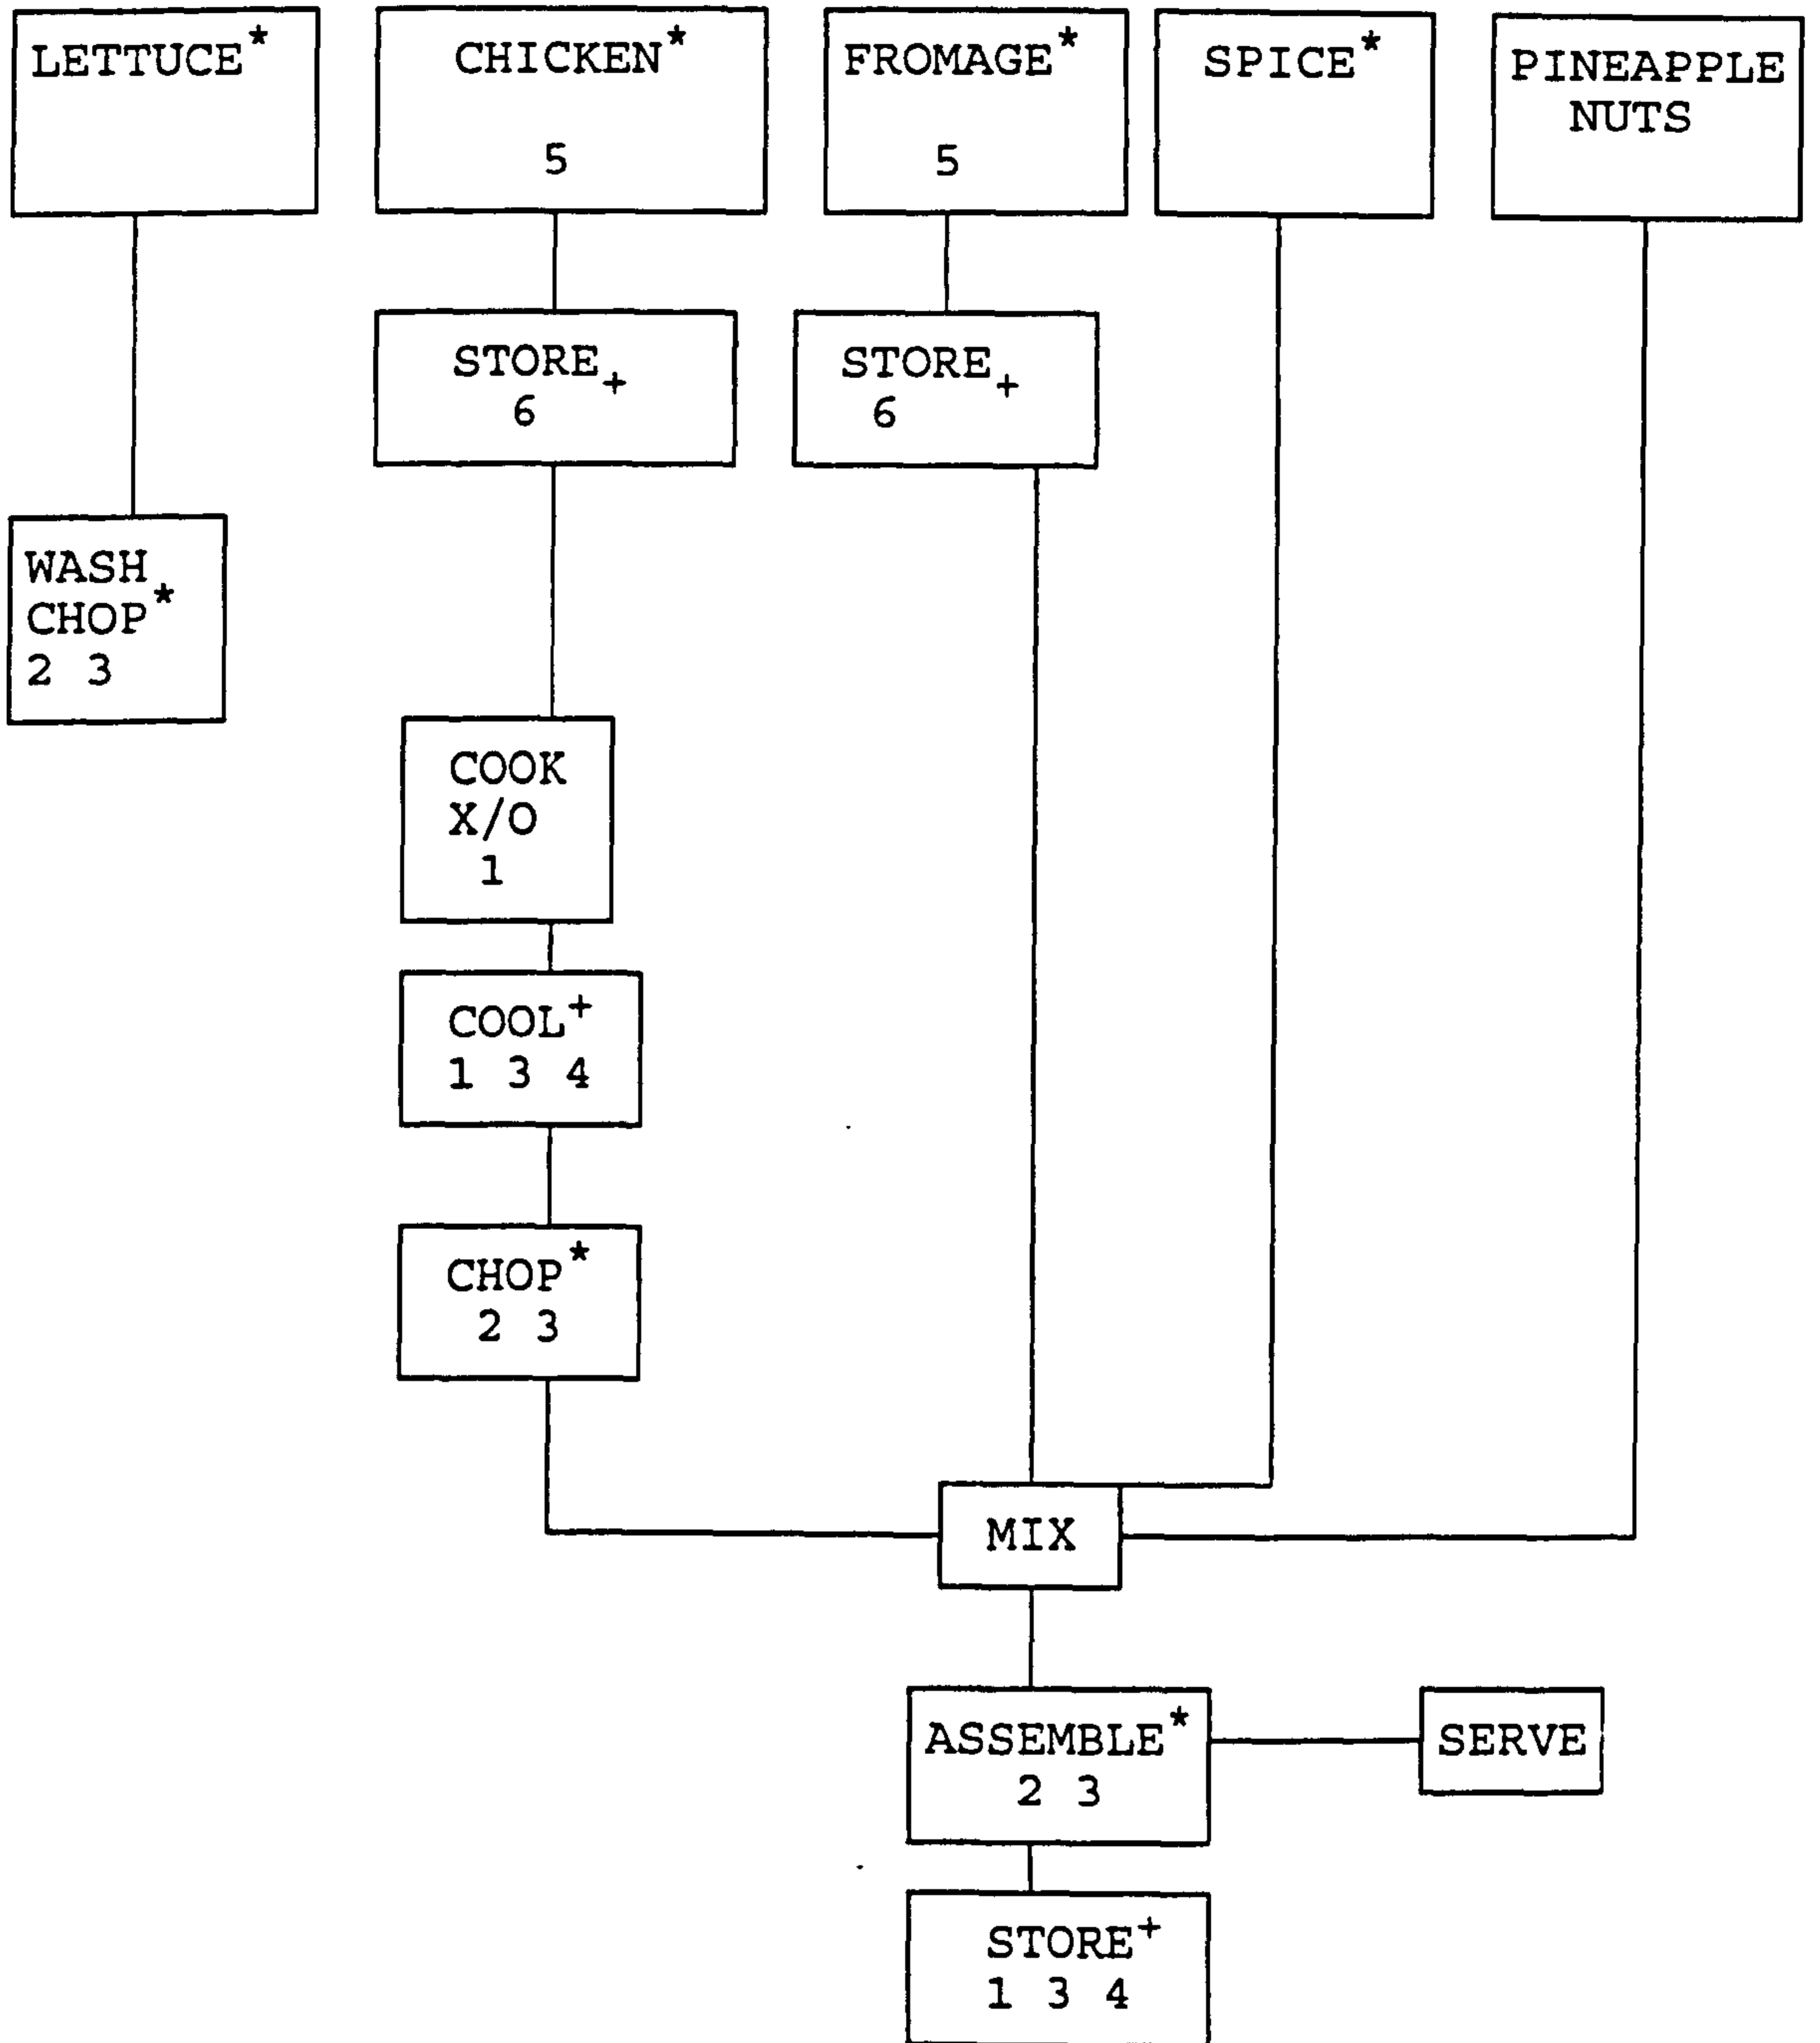 LETTUCE*
CHICKEN*
5
FROMAGE*
5
SPICE*
PINEAPPLE
NUTS
STORE+
6
STORE+
6
WASH
CHOP*
2 3
COOK
X/O
1
COOL+
1 3 4
CHOP*
2 3
MIX
ASSEMBLE*
2 3
SERVE
STORE+
1 3 4